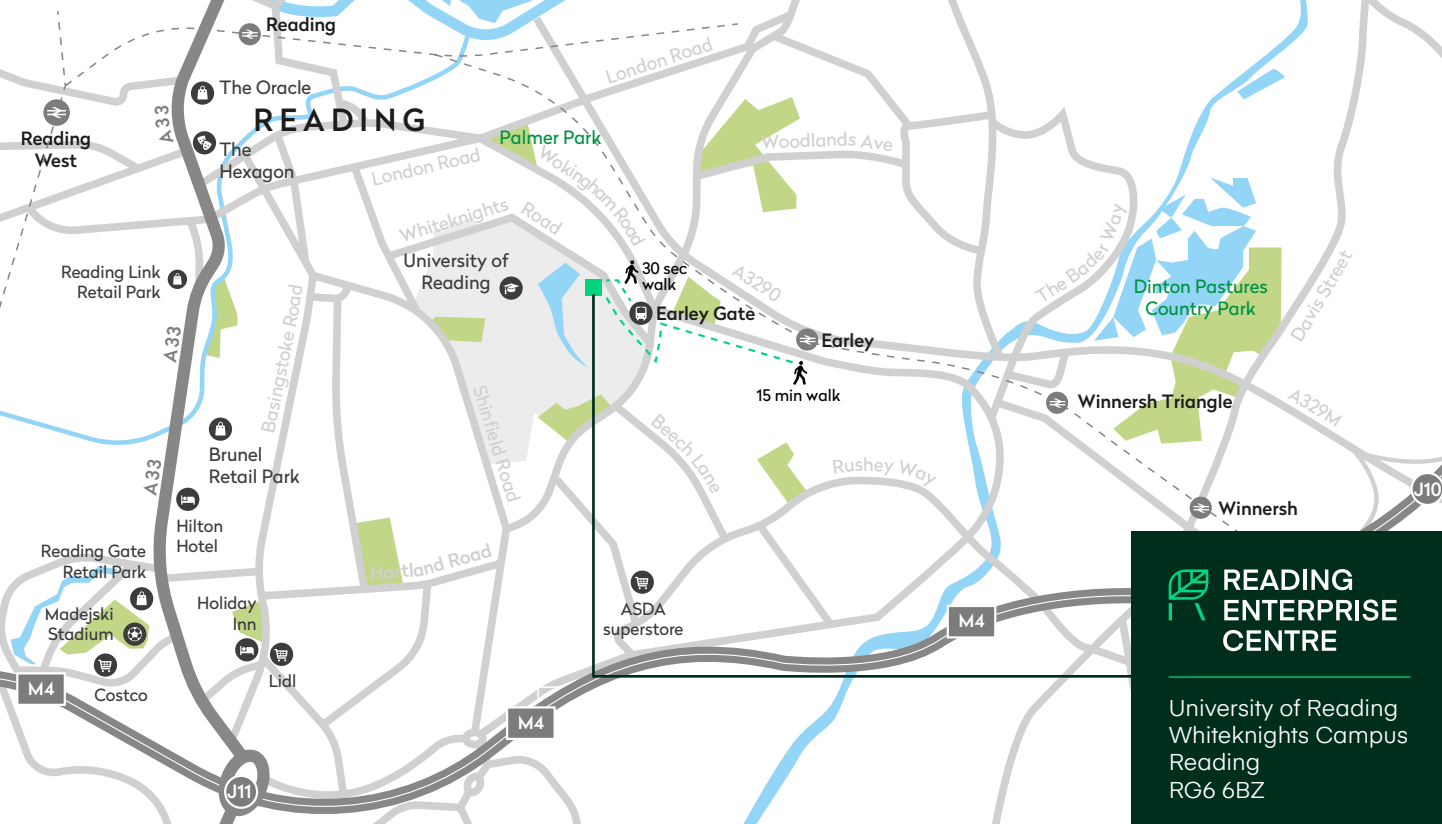 Reading
The Oracle
A33
READING
London Road
Reading
West
The
Hexagon
Palmer Park
Woodlands Ave
London Road
Wokingham Road
Whiteknights
Road
The Bader Way
University of
Reading
30 sec
walk
A3290
Reading Link
Retail Park
Earley Gate
Dinton Pastures
Country Park
Davis Street
A33
Basingstoke Road
Earley
15 min walk
Winnersh Triangle
A329M
Shinfield Road
Beech Lane
Rushey Way
Brunel
Retail Park
A33
Hilton
Hotel
J10
Winnersh
Reading Gate
Retail Park
Hartland Road
Holiday
Inn
Madejski
Stadium
ASDA
superstore
M4
Lidl
Costco
M4
M4
J11
READING
ENTERPRISE
CENTRE
University of Reading
Whiteknights Campus
Reading
RG6 6BZ